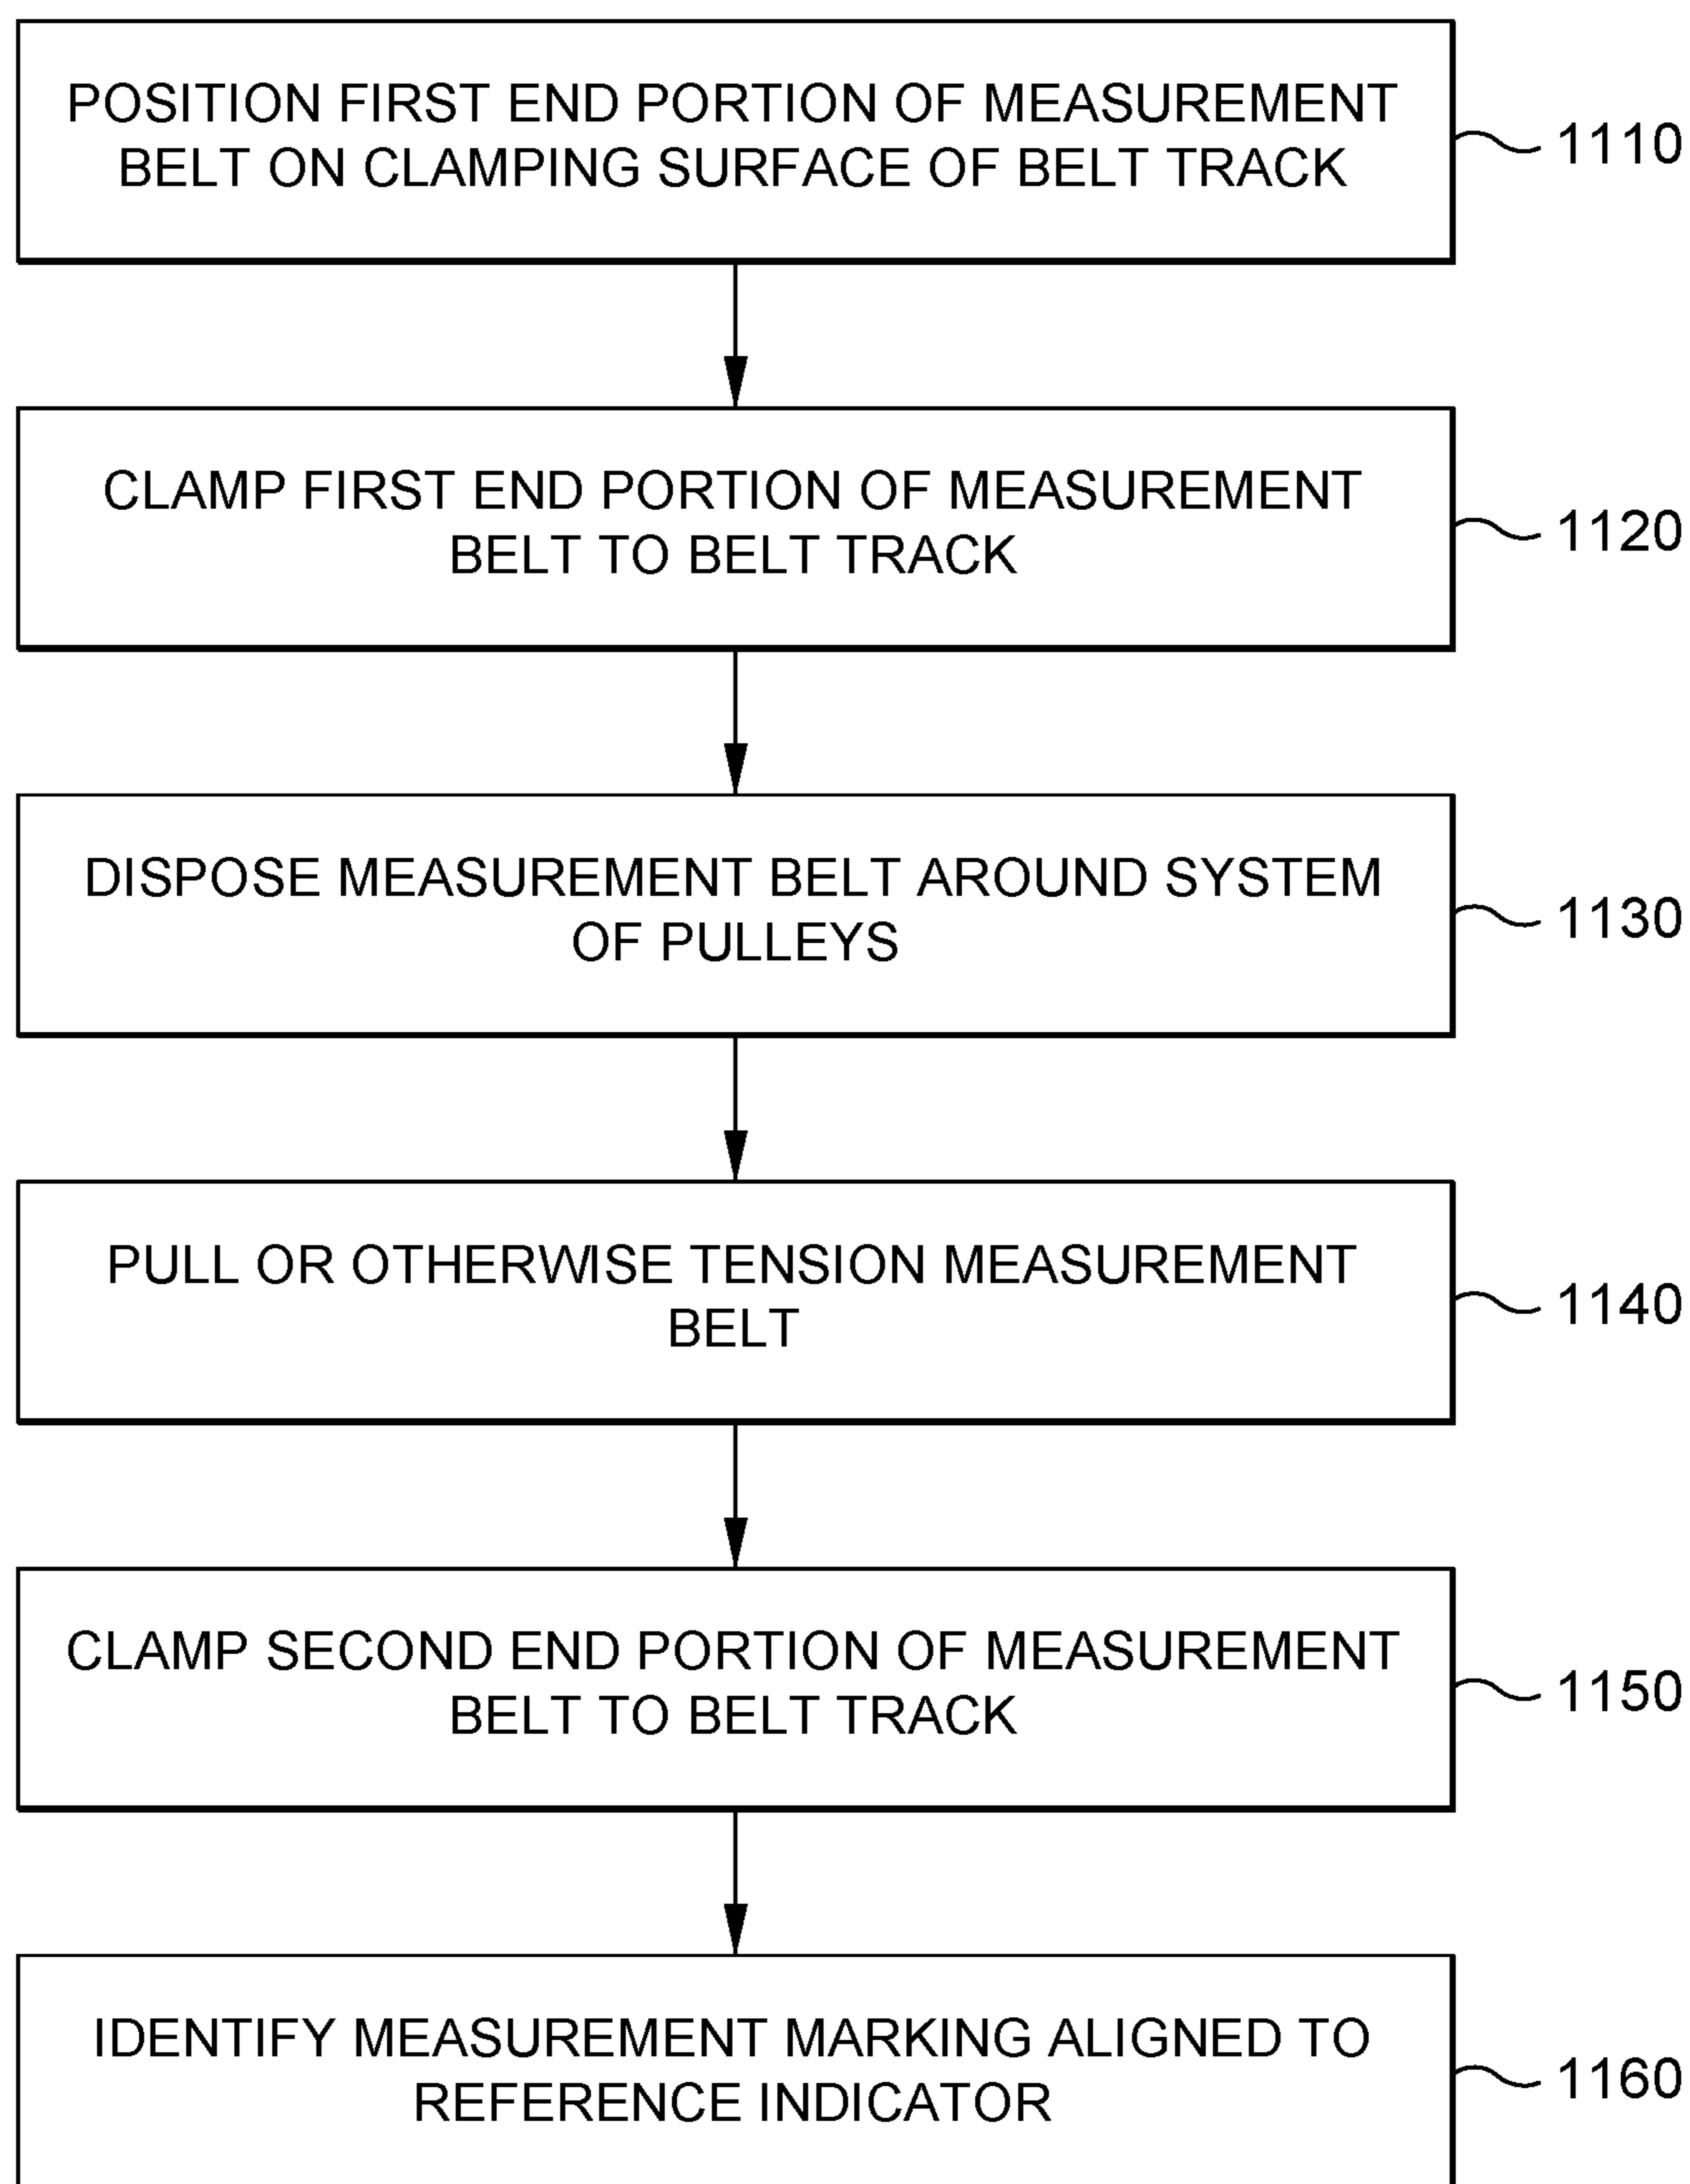 POSITION FIRST END PORTION OF MEASUREMENT
BELT ON CLAMPING SURFACE OF BELT TRACK
1110
CLAMP FIRST END PORTION OF MEASUREMENT
BELT TO BELT TRACK
1120
DISPOSE MEASUREMENT BELT AROUND SYSTEM
OF PULLEYS
1130
PULL OR OTHERWISE TENSION MEASUREMENT
BELT
1140
CLAMP SECOND END PORTION OF MEASUREMENT
BELT TO BELT TRACK
1150
IDENTIFY MEASUREMENT MARKING ALIGNED TO
REFERENCE INDICATOR
1160